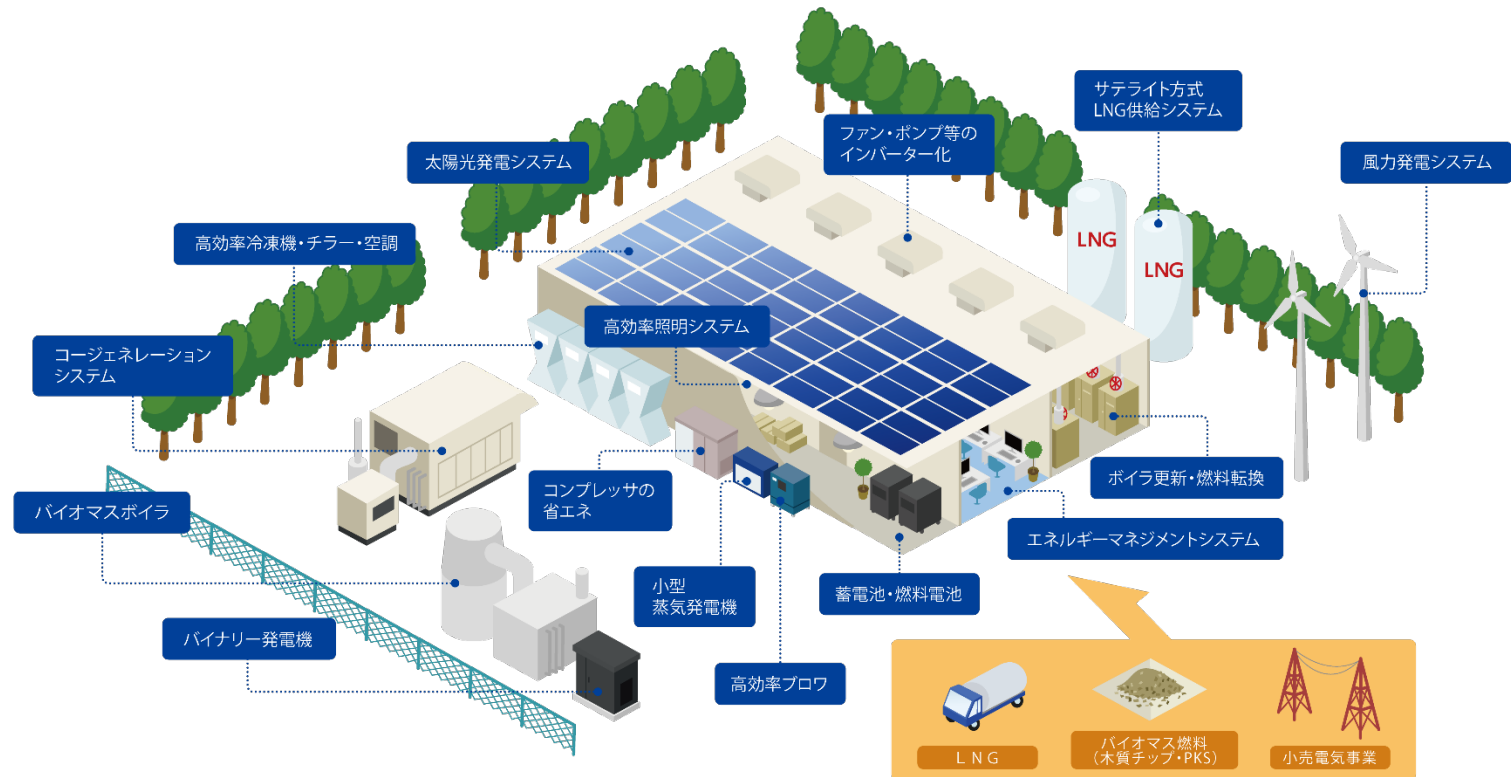 サテライト方式
LNG供給システム
ファン・ポンプ等の
インバーター化
太陽光発電システム
風力発電システム
高効率冷凍機・チラー・空調
LNG
LNG
高効率照明システム
コージェネレーション
システム
ボイラ更新・燃料転換
コンプレッサの
省エネ
バイオマスボイラ
エネルギーマネジメントシステム
小型
蒸気発電機
蓄電池・燃料電池
バイナリー発電機
高効率ブロワ
LNG
バイオマス燃料
(木質チップ・PKS)
小売電気事業